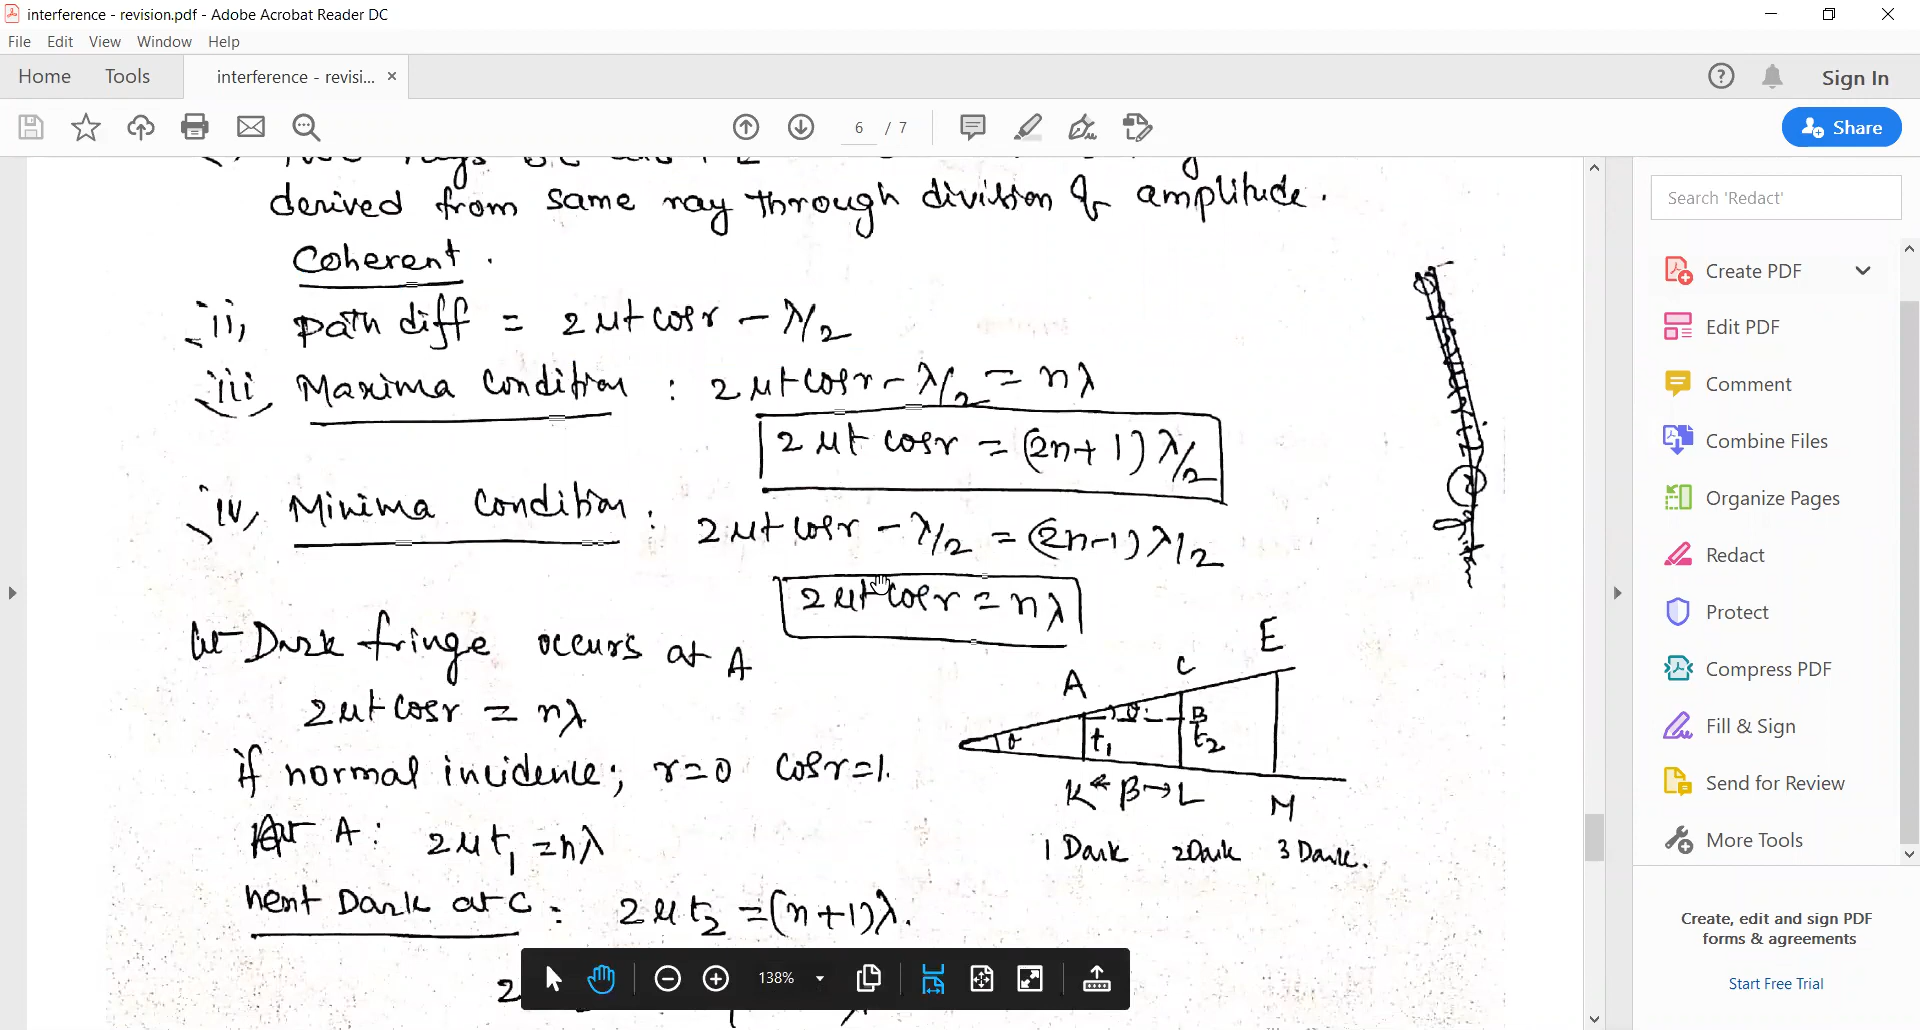 interference - revision.pdf - Adobe Acrobat Reader DC
File Edit View Window Help
Home Tools interference - revisi... × Sign In
6 / 7 Share
derived from same ray through division of amplitude.
Coherent.
ii, Path diff = 2μt cosr − λ/2
iii, Maxima Condition : 2μt cosr − λ/2 = nλ
2μt cosr = (2n+1) λ/2
iv, Minima Condition : 2μt cosr − λ/2 = (2n-1) λ/2
2μt cosr = nλ
let Dark fringe occurs at A
2μt cosr = nλ
if normal incidence; r=0 cosr=1.
At A : 2μt₁ = nλ
next Dark at C = 2μt₂ = (n+1)λ.
2
A C E
θ θ B
t₁ t₂
K ← β → L M
1 Dark 2 Dark 3 Dark.
138%
Search 'Redact'
Create PDF
Edit PDF
Comment
Combine Files
Organize Pages
Redact
Protect
Compress PDF
Fill & Sign
Send for Review
More Tools
Create, edit and sign PDF
forms & agreements
Start Free Trial